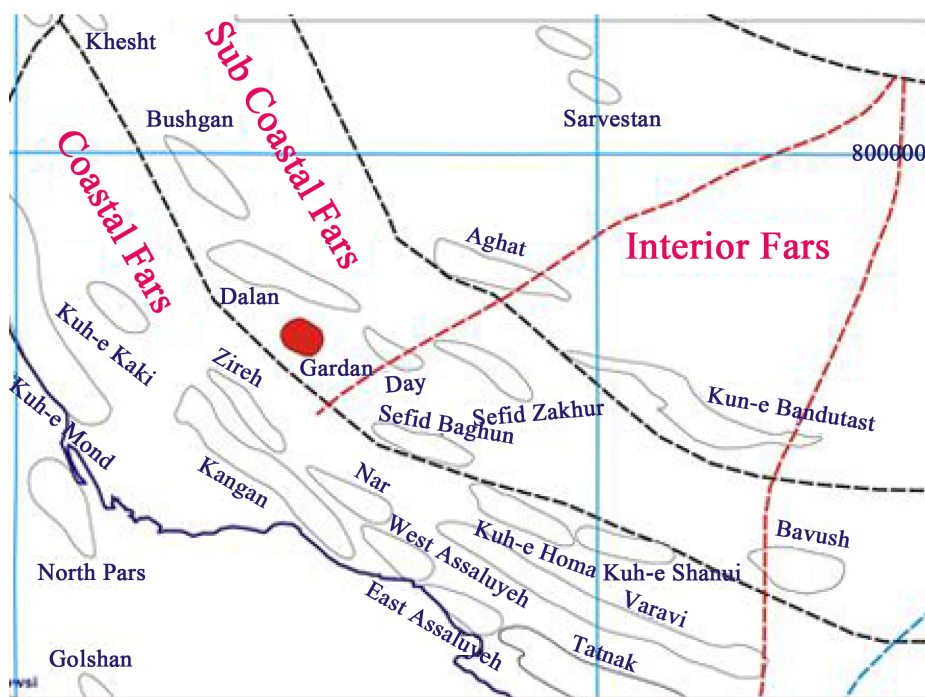 Khesht
Sub Coastal Fars
Sarvestan
Bushgan
Coastal Fars
800000
Aghat
Interior Fars
Dalan
Kuh-e Kaki
Gardan
Zireh
Day
Kuh-e Mond
Sefid Zakhur
Sefid Baghun
Kun-e Bandutast
Kangan
Nar
West Assaluyeh
Kuh-e Homa
Bavush
Kuh-e Shanui
North Pars
Varavi
East Assaluyeh
Tatnak
Golshan